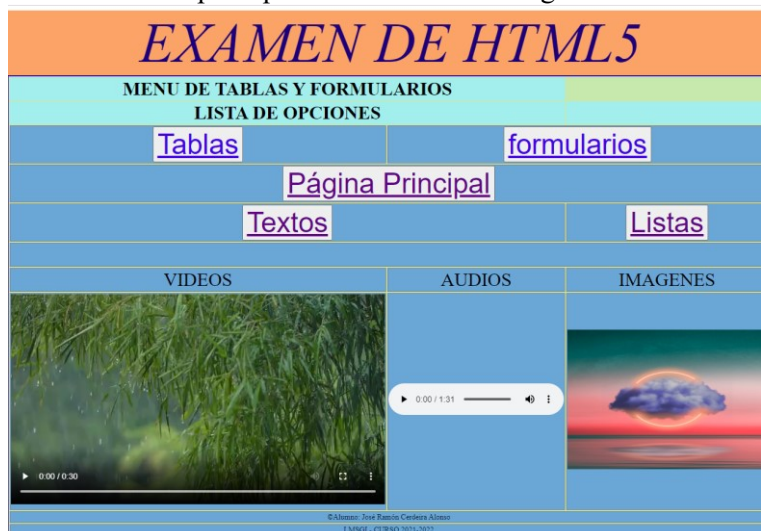 EXAMEN DE HTML5
MENU DE TABLAS Y FORMULARIOS
LISTA DE OPCIONES
Tablas formularios
Página Principal
Textos Listas
VIDEOS AUDIOS IMAGENES
0:00 / 1:31
0:00 / 0:30
©Alumno: José Ramón Cerdeira Alonso
LMSGI - CURSO 2021-2022